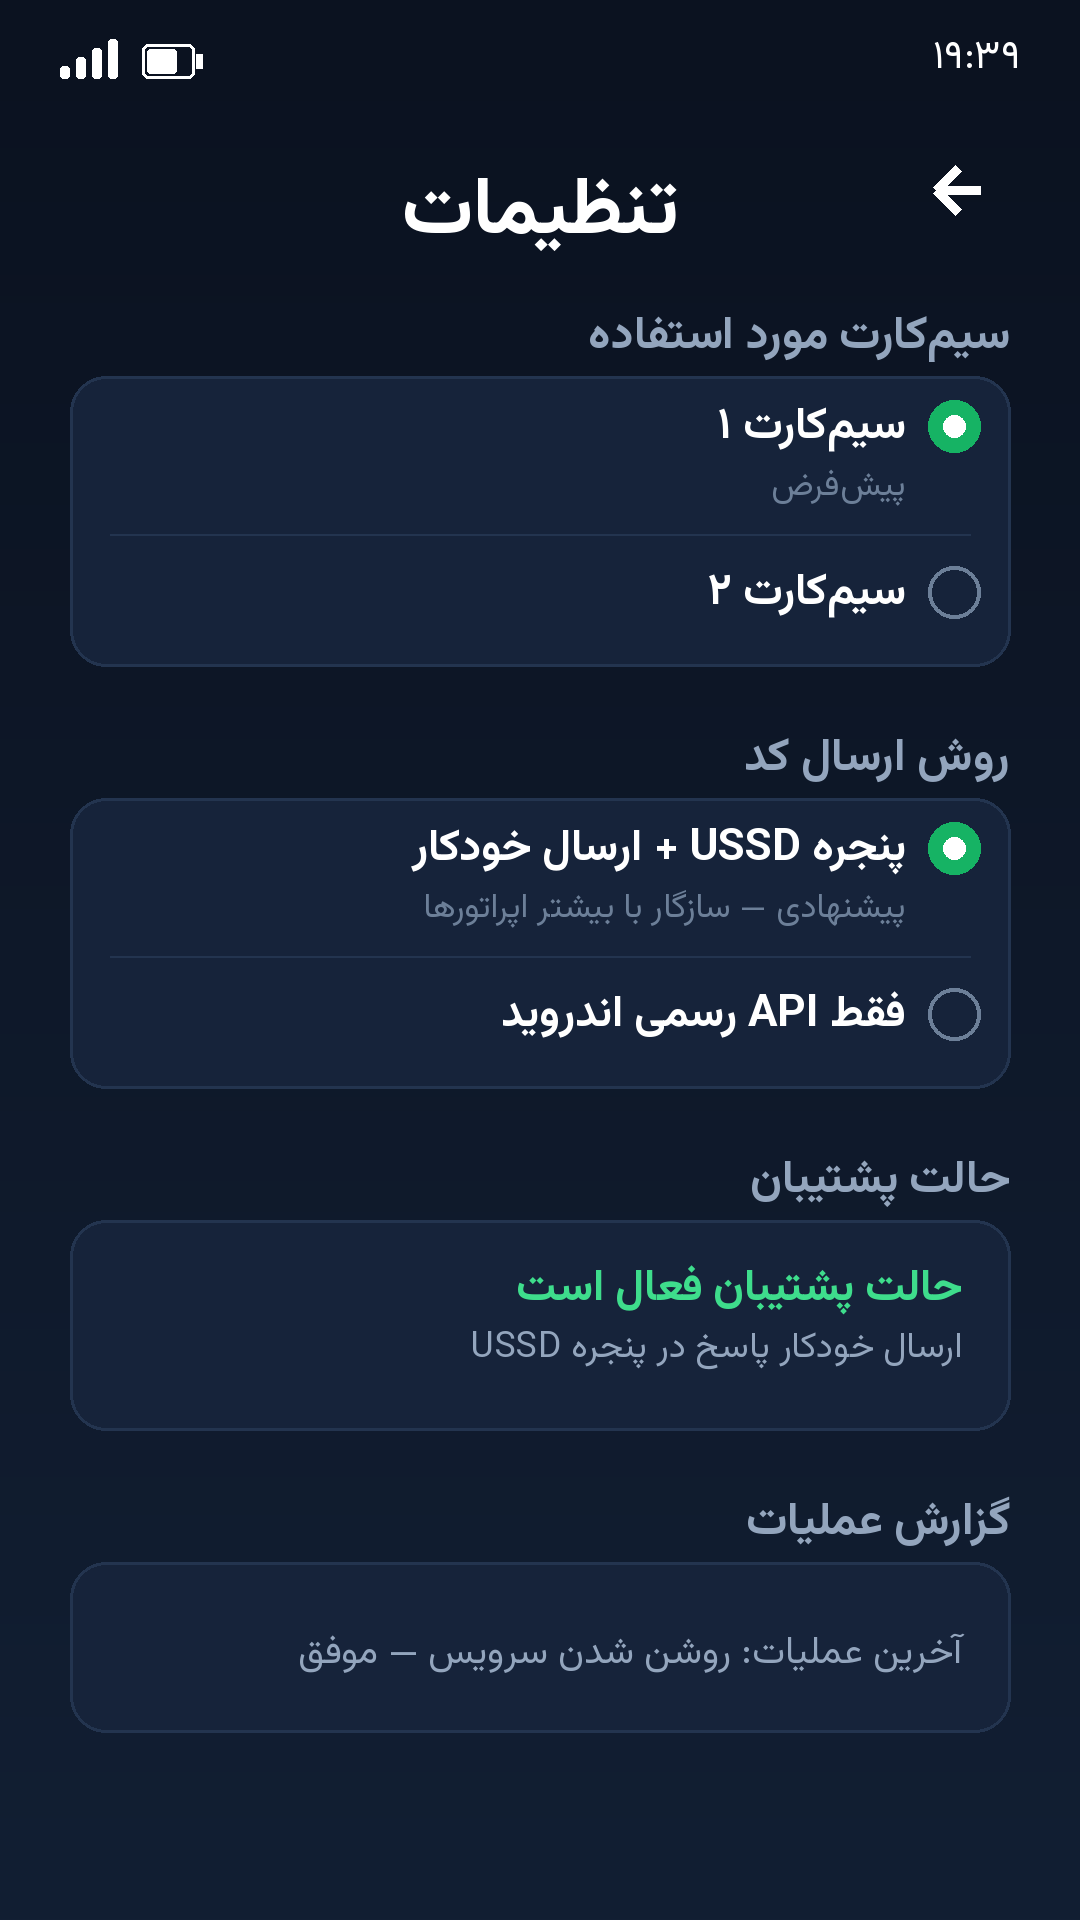 ۱۹:۳۹
تنظیمات
سیم‌کارت مورد استفاده
سیم‌کارت ۱
پیش‌فرض
سیم‌کارت ۲
روش ارسال کد
پنجره USSD + ارسال خودکار
پیشنهادی — سازگار با بیشتر اپراتورها
فقط API رسمی اندروید
حالت پشتیبان
حالت پشتیبان فعال است
ارسال خودکار پاسخ در پنجره USSD
گزارش عملیات
آخرین عملیات: روشن شدن سرویس — موفق